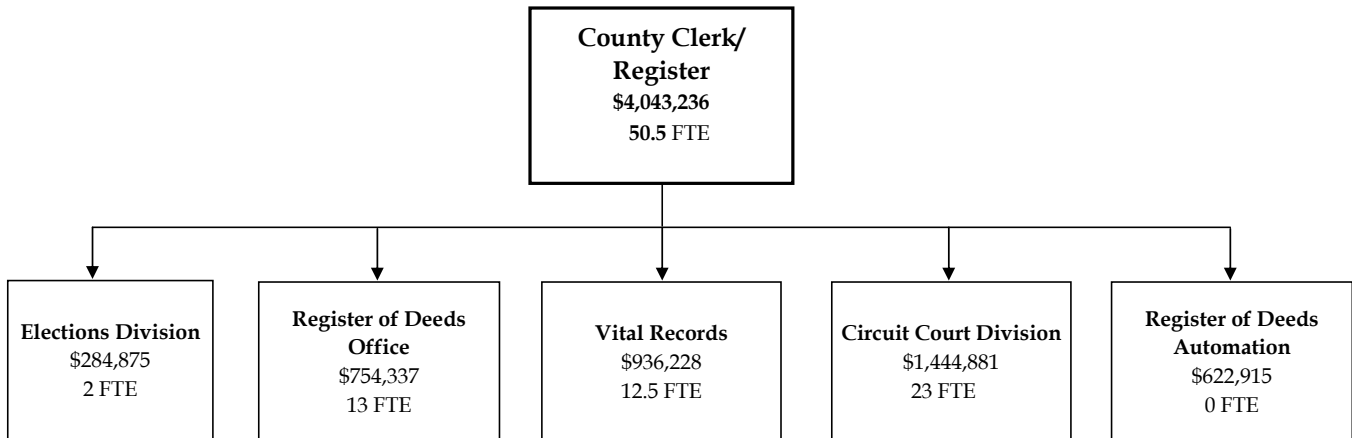 County Clerk/
Register
$4,043,236
50.5 FTE
Elections Division
$284,875
2 FTE
Register of Deeds
Office
$754,337
13 FTE
Vital Records
$936,228
12.5 FTE
Circuit Court Division
$1,444,881
23 FTE
Register of Deeds
Automation
$622,915
0 FTE